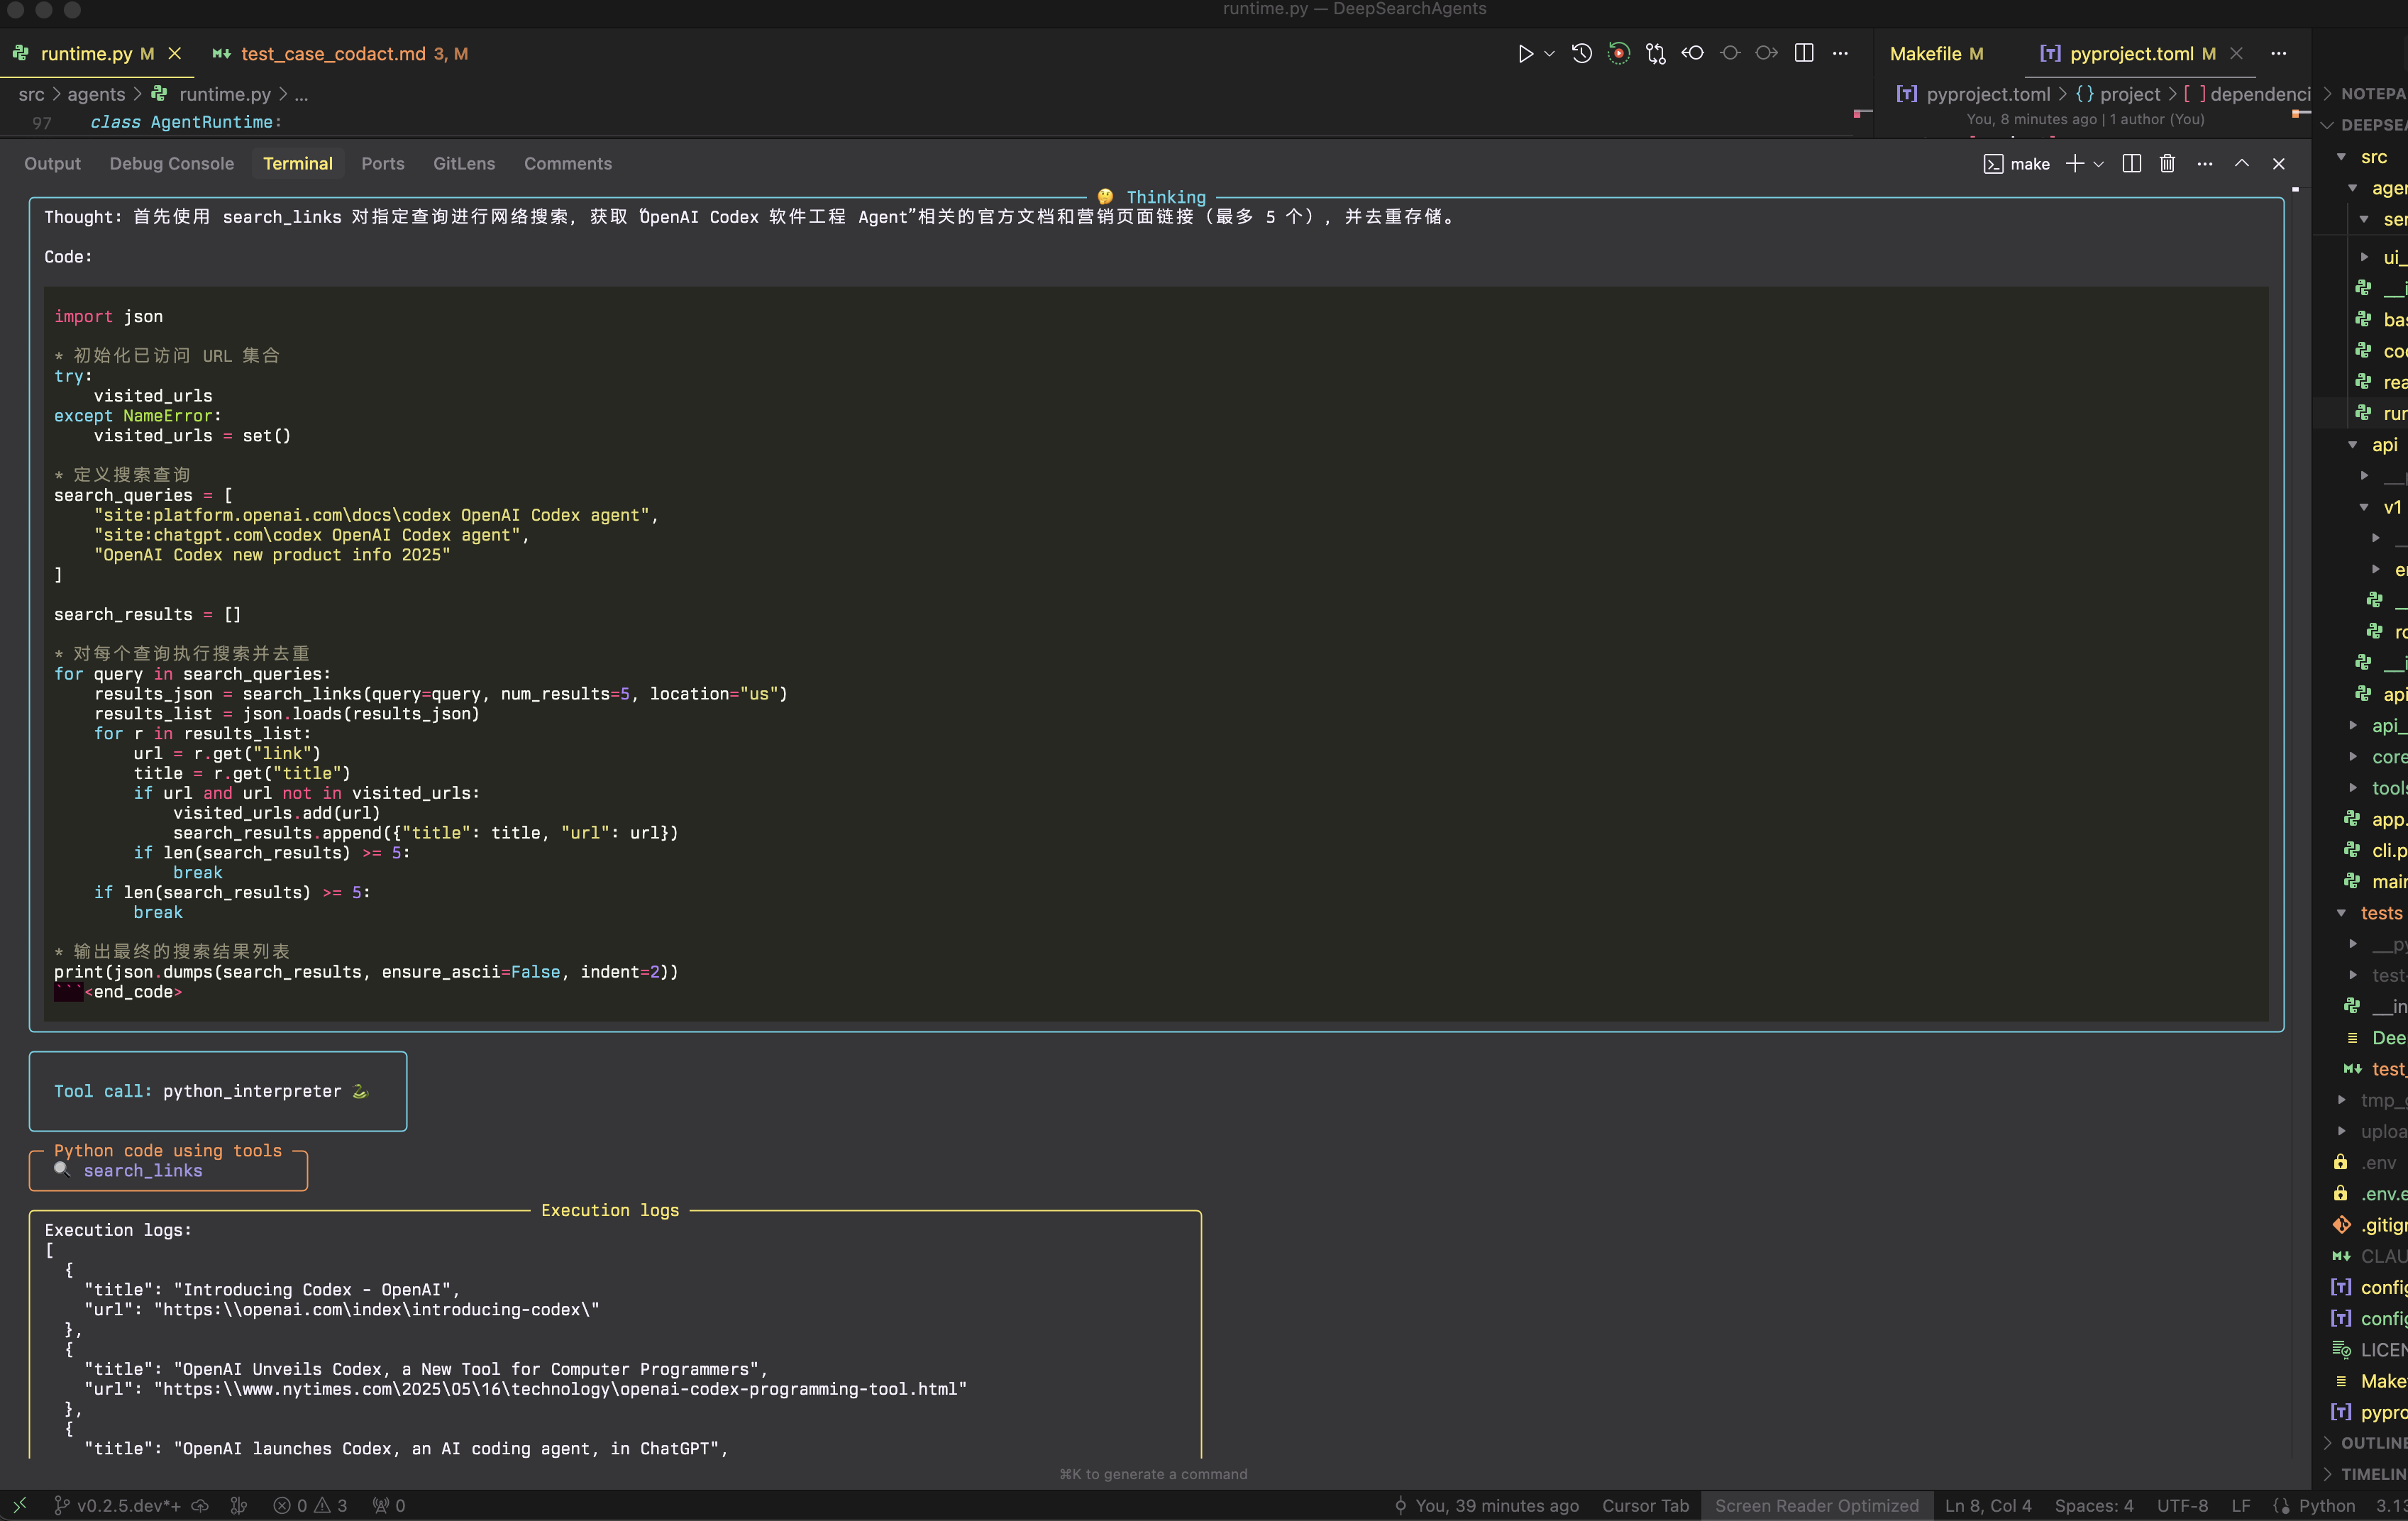 runtime.py — DeepSearchAgents
runtime.py M
test_case_codact.md 3, M
Makefile M
pyproject.toml M
src > agents > runtime.py > ...
pyproject.toml > {} project > [ ] dependenci
97 class AgentRuntime:
You, 8 minutes ago | 1 author (You)
Output Debug Console Terminal Ports GitLens Comments
make
🤔 Thinking
Thought: 首先使用 search_links 对指定查询进行网络搜索，获取 “OpenAI Codex 软件工程 Agent”相关的官方文档和营销页面链接（最多 5 个），并去重存储。
Code:
import json
* 初始化已访问 URL 集合
try:
    visited_urls
except NameError:
    visited_urls = set()
* 定义搜索查询
search_queries = [
    "site:platform.openai.com\docs\codex OpenAI Codex agent",
    "site:chatgpt.com\codex OpenAI Codex agent",
    "OpenAI Codex new product info 2025"
]
search_results = []
* 对每个查询执行搜索并去重
for query in search_queries:
    results_json = search_links(query=query, num_results=5, location="us")
    results_list = json.loads(results_json)
    for r in results_list:
        url = r.get("link")
        title = r.get("title")
        if url and url not in visited_urls:
            visited_urls.add(url)
            search_results.append({"title": title, "url": url})
        if len(search_results) >= 5:
            break
    if len(search_results) >= 5:
        break
* 输出最终的搜索结果列表
print(json.dumps(search_results, ensure_ascii=False, indent=2))
```<end_code>
Tool call: python_interpreter 🐍
Python code using tools
🔍 search_links
Execution logs
Execution logs:
[
  {
    "title": "Introducing Codex - OpenAI",
    "url": "https:\\openai.com\index\introducing-codex\"
  },
  {
    "title": "OpenAI Unveils Codex, a New Tool for Computer Programmers",
    "url": "https:\\www.nytimes.com\2025\05\16\technology\openai-codex-programming-tool.html"
  },
  {
    "title": "OpenAI launches Codex, an AI coding agent, in ChatGPT",
⌘K to generate a command
NOTEPA
DEEPSEA
src
agen
ser
ui_
__i
bas
co
rea
run
api
v1
__
e
__
ro
__i
api
api_
core
tools
app.
cli.p
main
tests
__py
test-
__in
Dee
test_
tmp_c
uploa
.env
.env.e
.gitign
CLAU
config
config
LICEN
Make
pypro
OUTLINE
TIMELIN
v0.2.5.dev*+ 0 3 0
You, 39 minutes ago Cursor Tab Screen Reader Optimized Ln 8, Col 4 Spaces: 4 UTF-8 LF Python 3.13